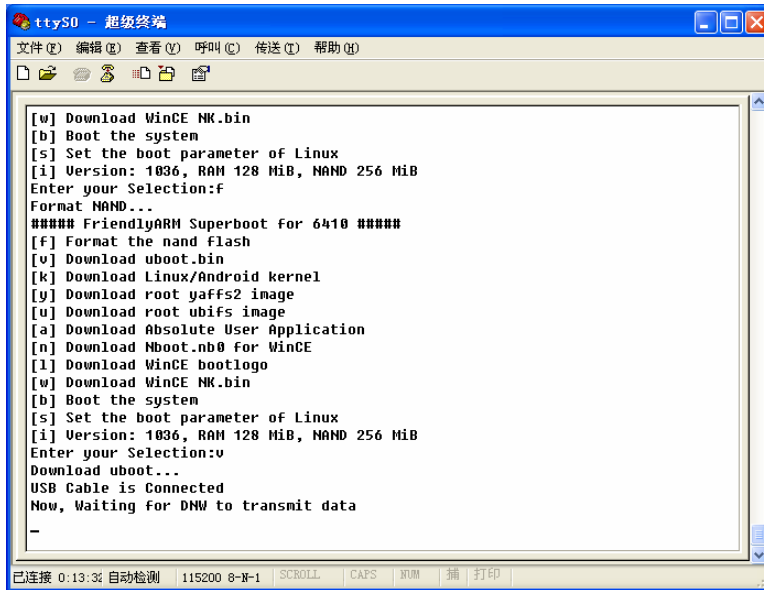 ttyS0 - 超级终端
文件(F) 编辑(E) 查看(V) 呼叫(C) 传送(T) 帮助(H)
[w] Download WinCE NK.bin
[b] Boot the system
[s] Set the boot parameter of Linux
[i] Version: 1036, RAM 128 MiB, NAND 256 MiB
Enter your Selection:f
Format NAND...
##### FriendlyARM Superboot for 6410 #####
[f] Format the nand flash
[v] Download uboot.bin
[k] Download Linux/Android kernel
[y] Download root yaffs2 image
[u] Download root ubifs image
[a] Download Absolute User Application
[n] Download Nboot.nb0 for WinCE
[l] Download WinCE bootlogo
[w] Download WinCE NK.bin
[b] Boot the system
[s] Set the boot parameter of Linux
[i] Version: 1036, RAM 128 MiB, NAND 256 MiB
Enter your Selection:v
Download uboot...
USB Cable is Connected
Now, Waiting for DNW to transmit data
_
已连接 0:13:32 自动检测 115200 8-N-1 SCROLL CAPS NUM 捕 打印